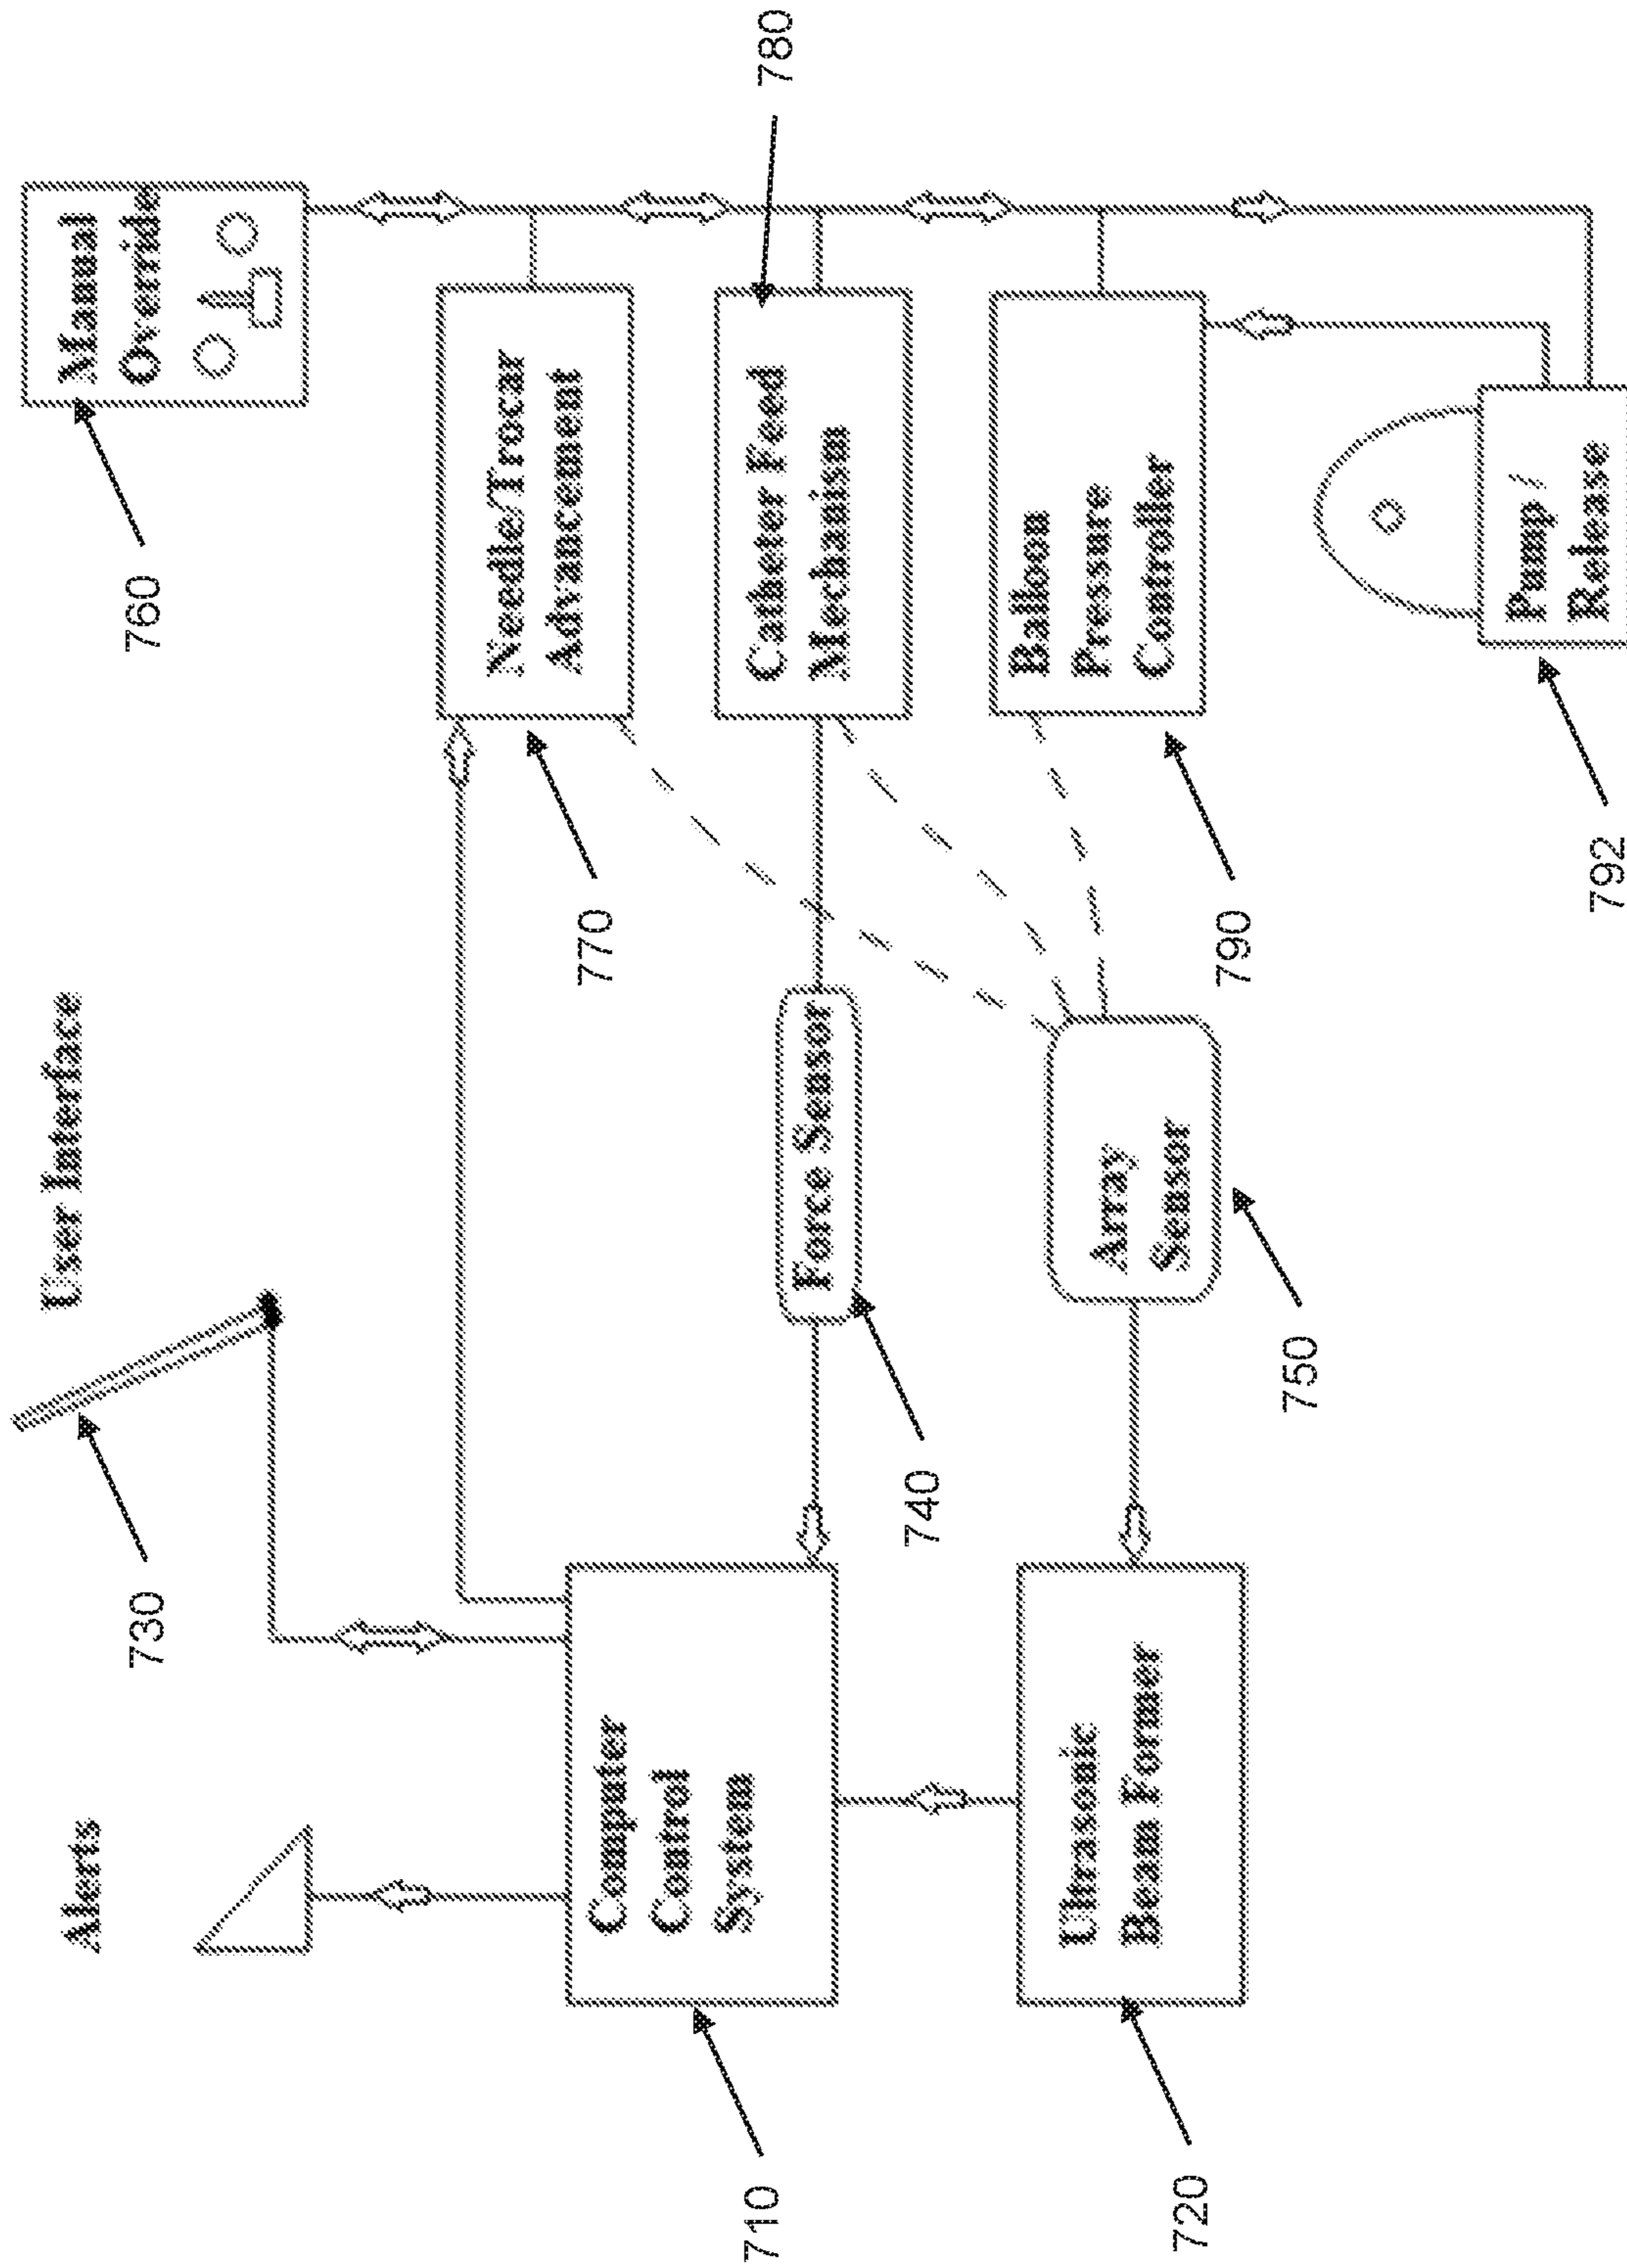 Alerts
User Interface
730
Manual
Override
760
Computer
Control
System
710
Needle/Trocar
Advancement
770
Force Sensor
740
Catheter Feed
Mechanism
780
Ultrasonic
Beam Former
720
Array
Sensor
750
Balloon
Pressure
Controller
790
Pump/
Release
792